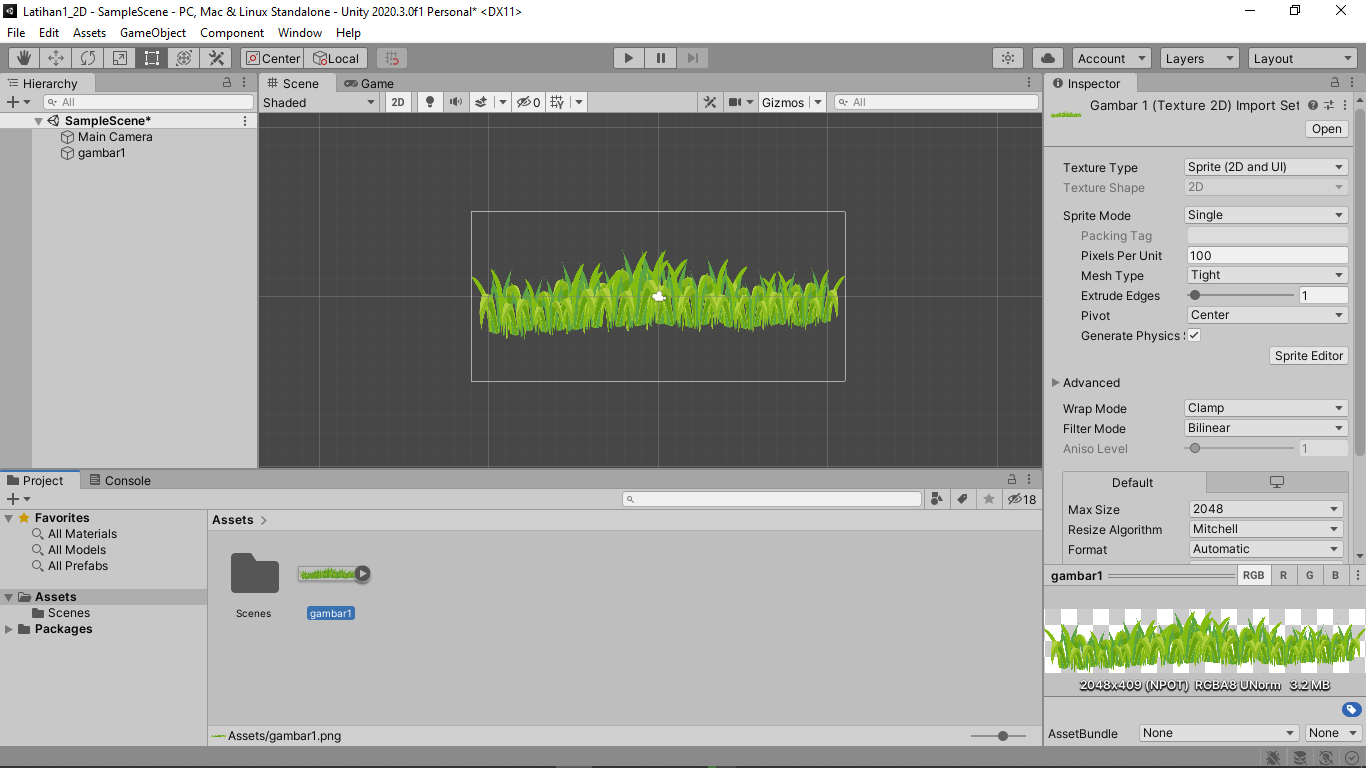 Latihan1_2D - SampleScene - PC, Mac & Linux Standalone - Unity 2020.3.0f1 Personal* <DX11>
File Edit Assets GameObject Component Window Help
Center Local Account Layers Layout
Hierarchy
All
SampleScene*
Main Camera
gambar1
Scene Game
Shaded 2D 0 Gizmos All
Inspector
Gambar 1 (Texture 2D) Import Set
Open
Texture Type Sprite (2D and UI)
Texture Shape 2D
Sprite Mode Single
Packing Tag
Pixels Per Unit 100
Mesh Type Tight
Extrude Edges 1
Pivot Center
Generate Physics S
Sprite Editor
Advanced
Wrap Mode Clamp
Filter Mode Bilinear
Aniso Level 1
Default
Max Size 2048
Resize Algorithm Mitchell
Format Automatic
gambar1 RGB R G B
2048x409 (NPOT) RGBA8 UNorm 3.2 MB
AssetBundle None None
Project Console
18
Favorites
All Materials
All Models
All Prefabs
Assets
Scenes
Packages
Assets
Scenes
gambar1
Assets/gambar1.png